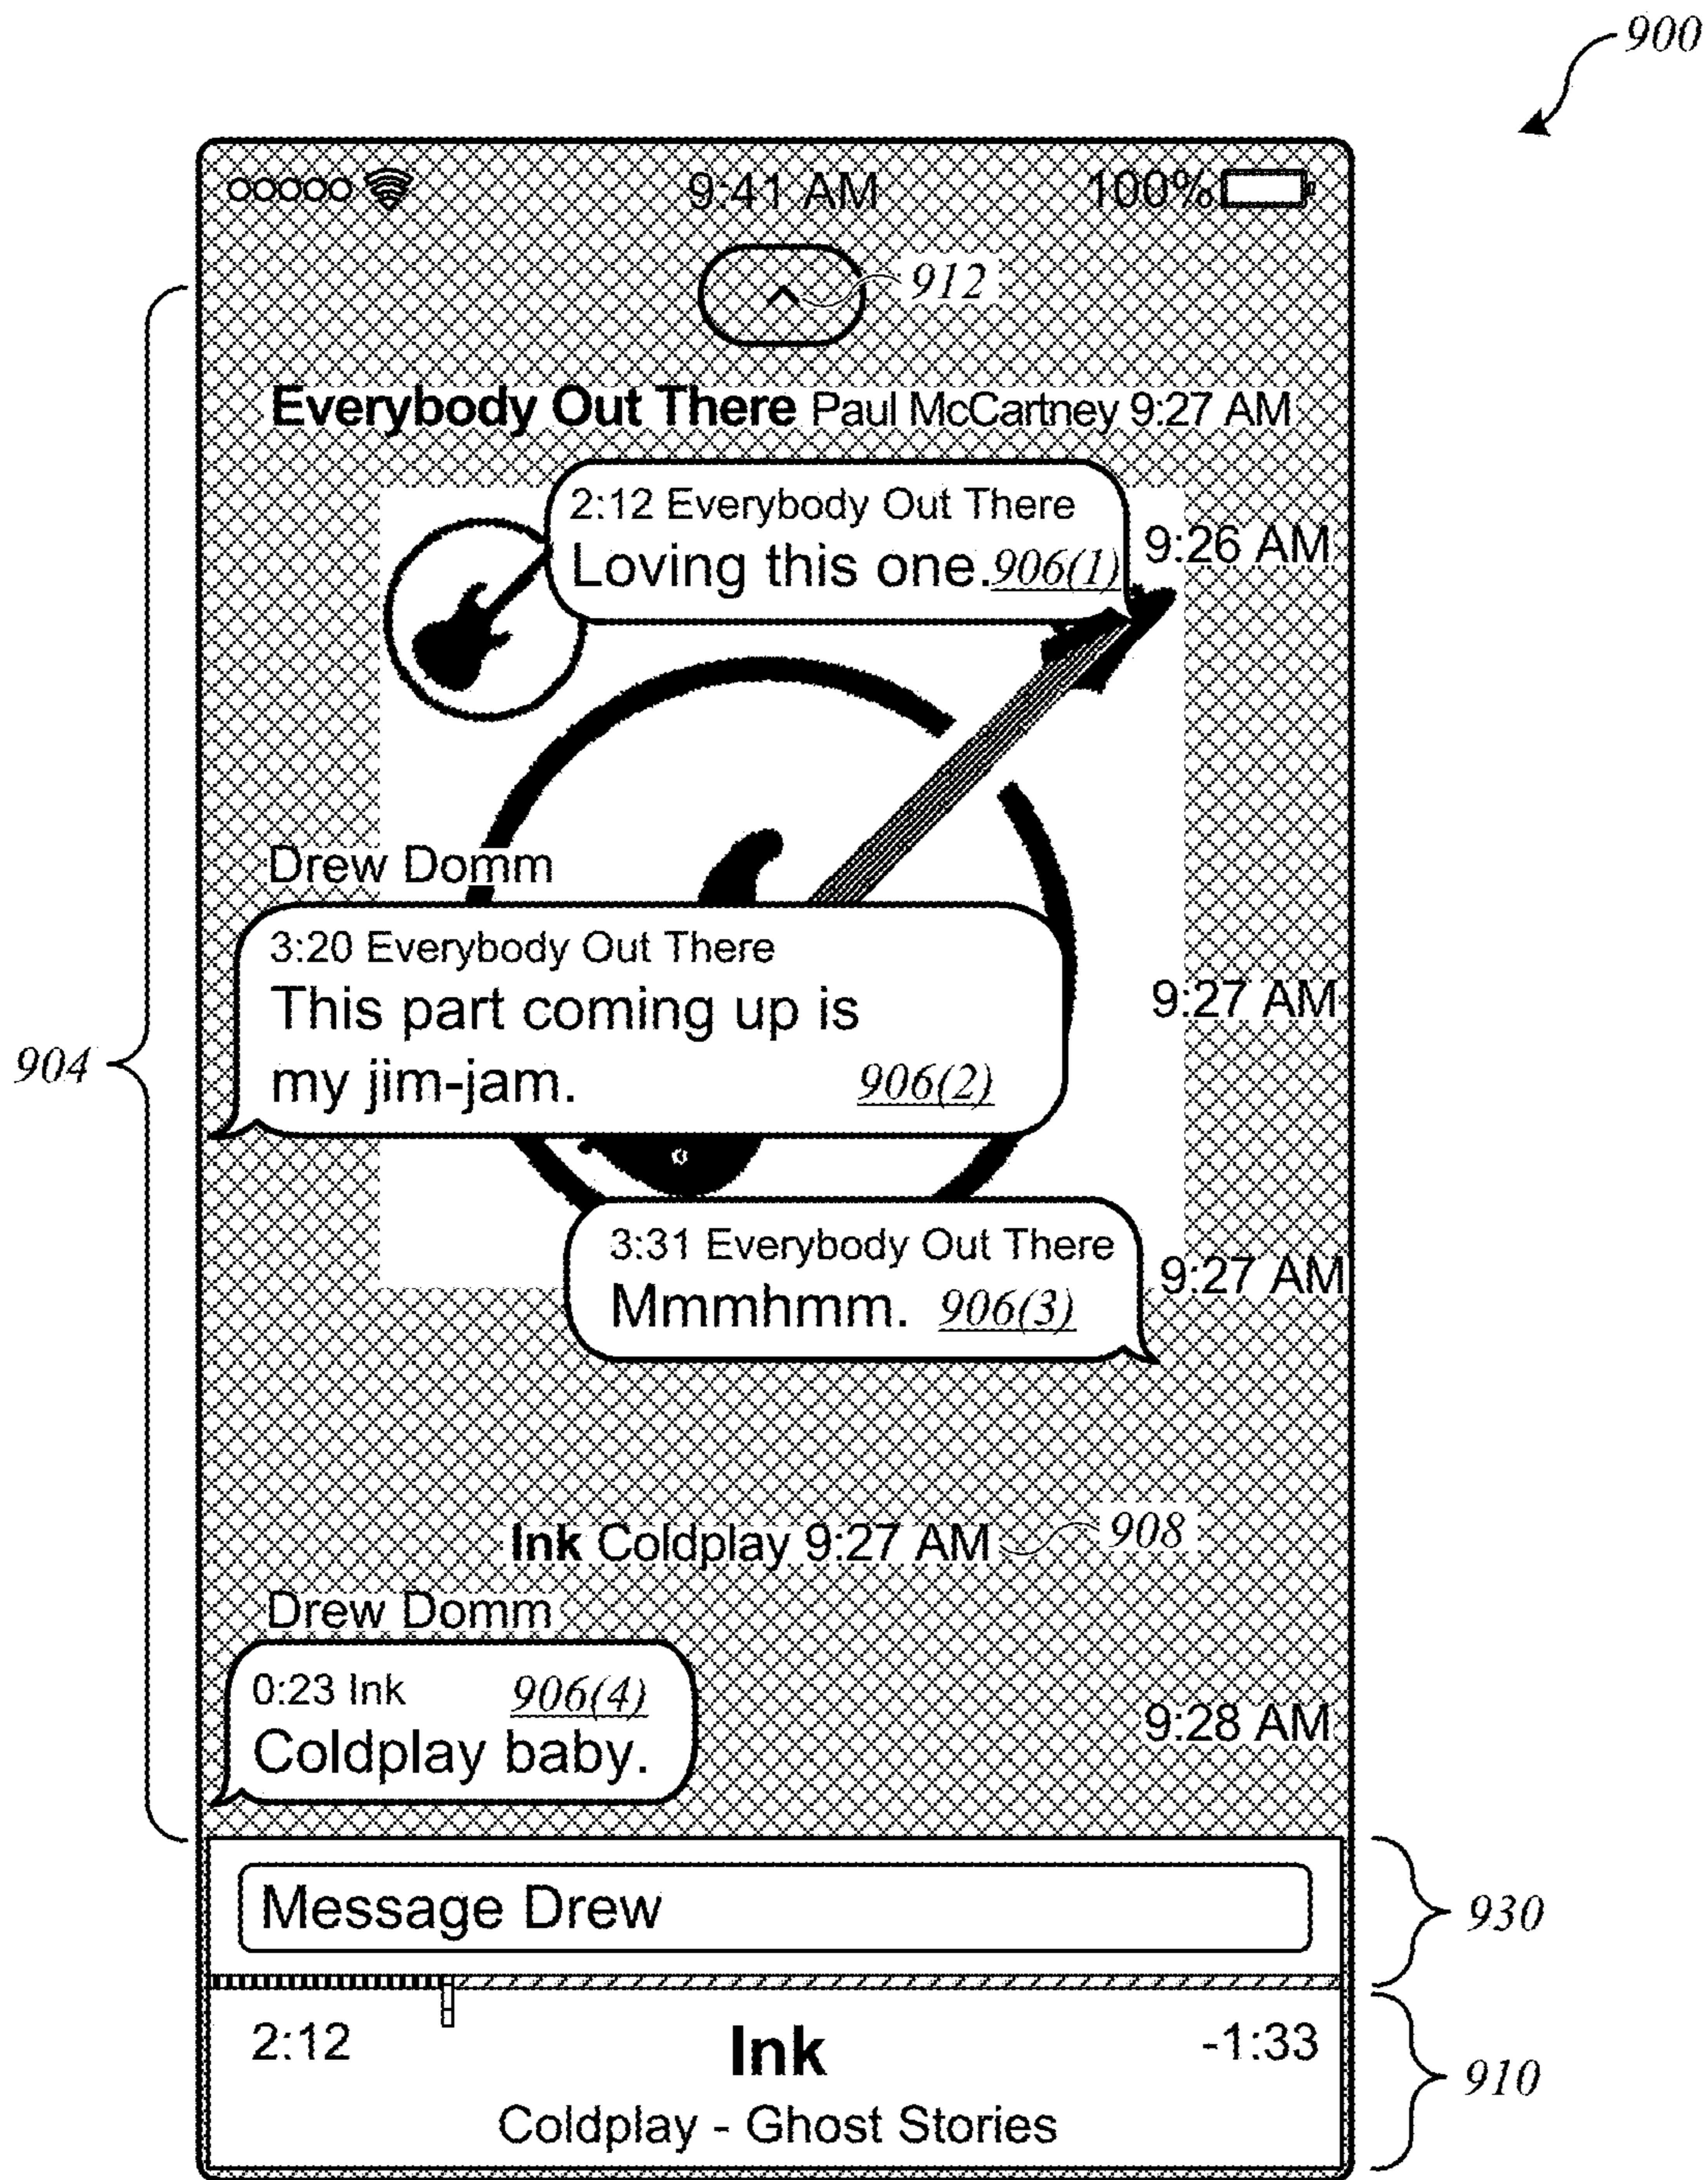 900
9:41 AM 100%
912
Everybody Out There Paul McCartney 9:27 AM
2:12 Everybody Out There
Loving this one. 906(1)
9:26 AM
Drew Domm
3:20 Everybody Out There
This part coming up is
my jim-jam. 906(2)
9:27 AM
904
3:31 Everybody Out There
Mmmhmm. 906(3)
9:27 AM
Ink Coldplay 9:27 AM 908
Drew Domm
0:23 Ink 906(4)
Coldplay baby.
9:28 AM
Message Drew
930
2:12 Ink -1:33
Coldplay - Ghost Stories
910